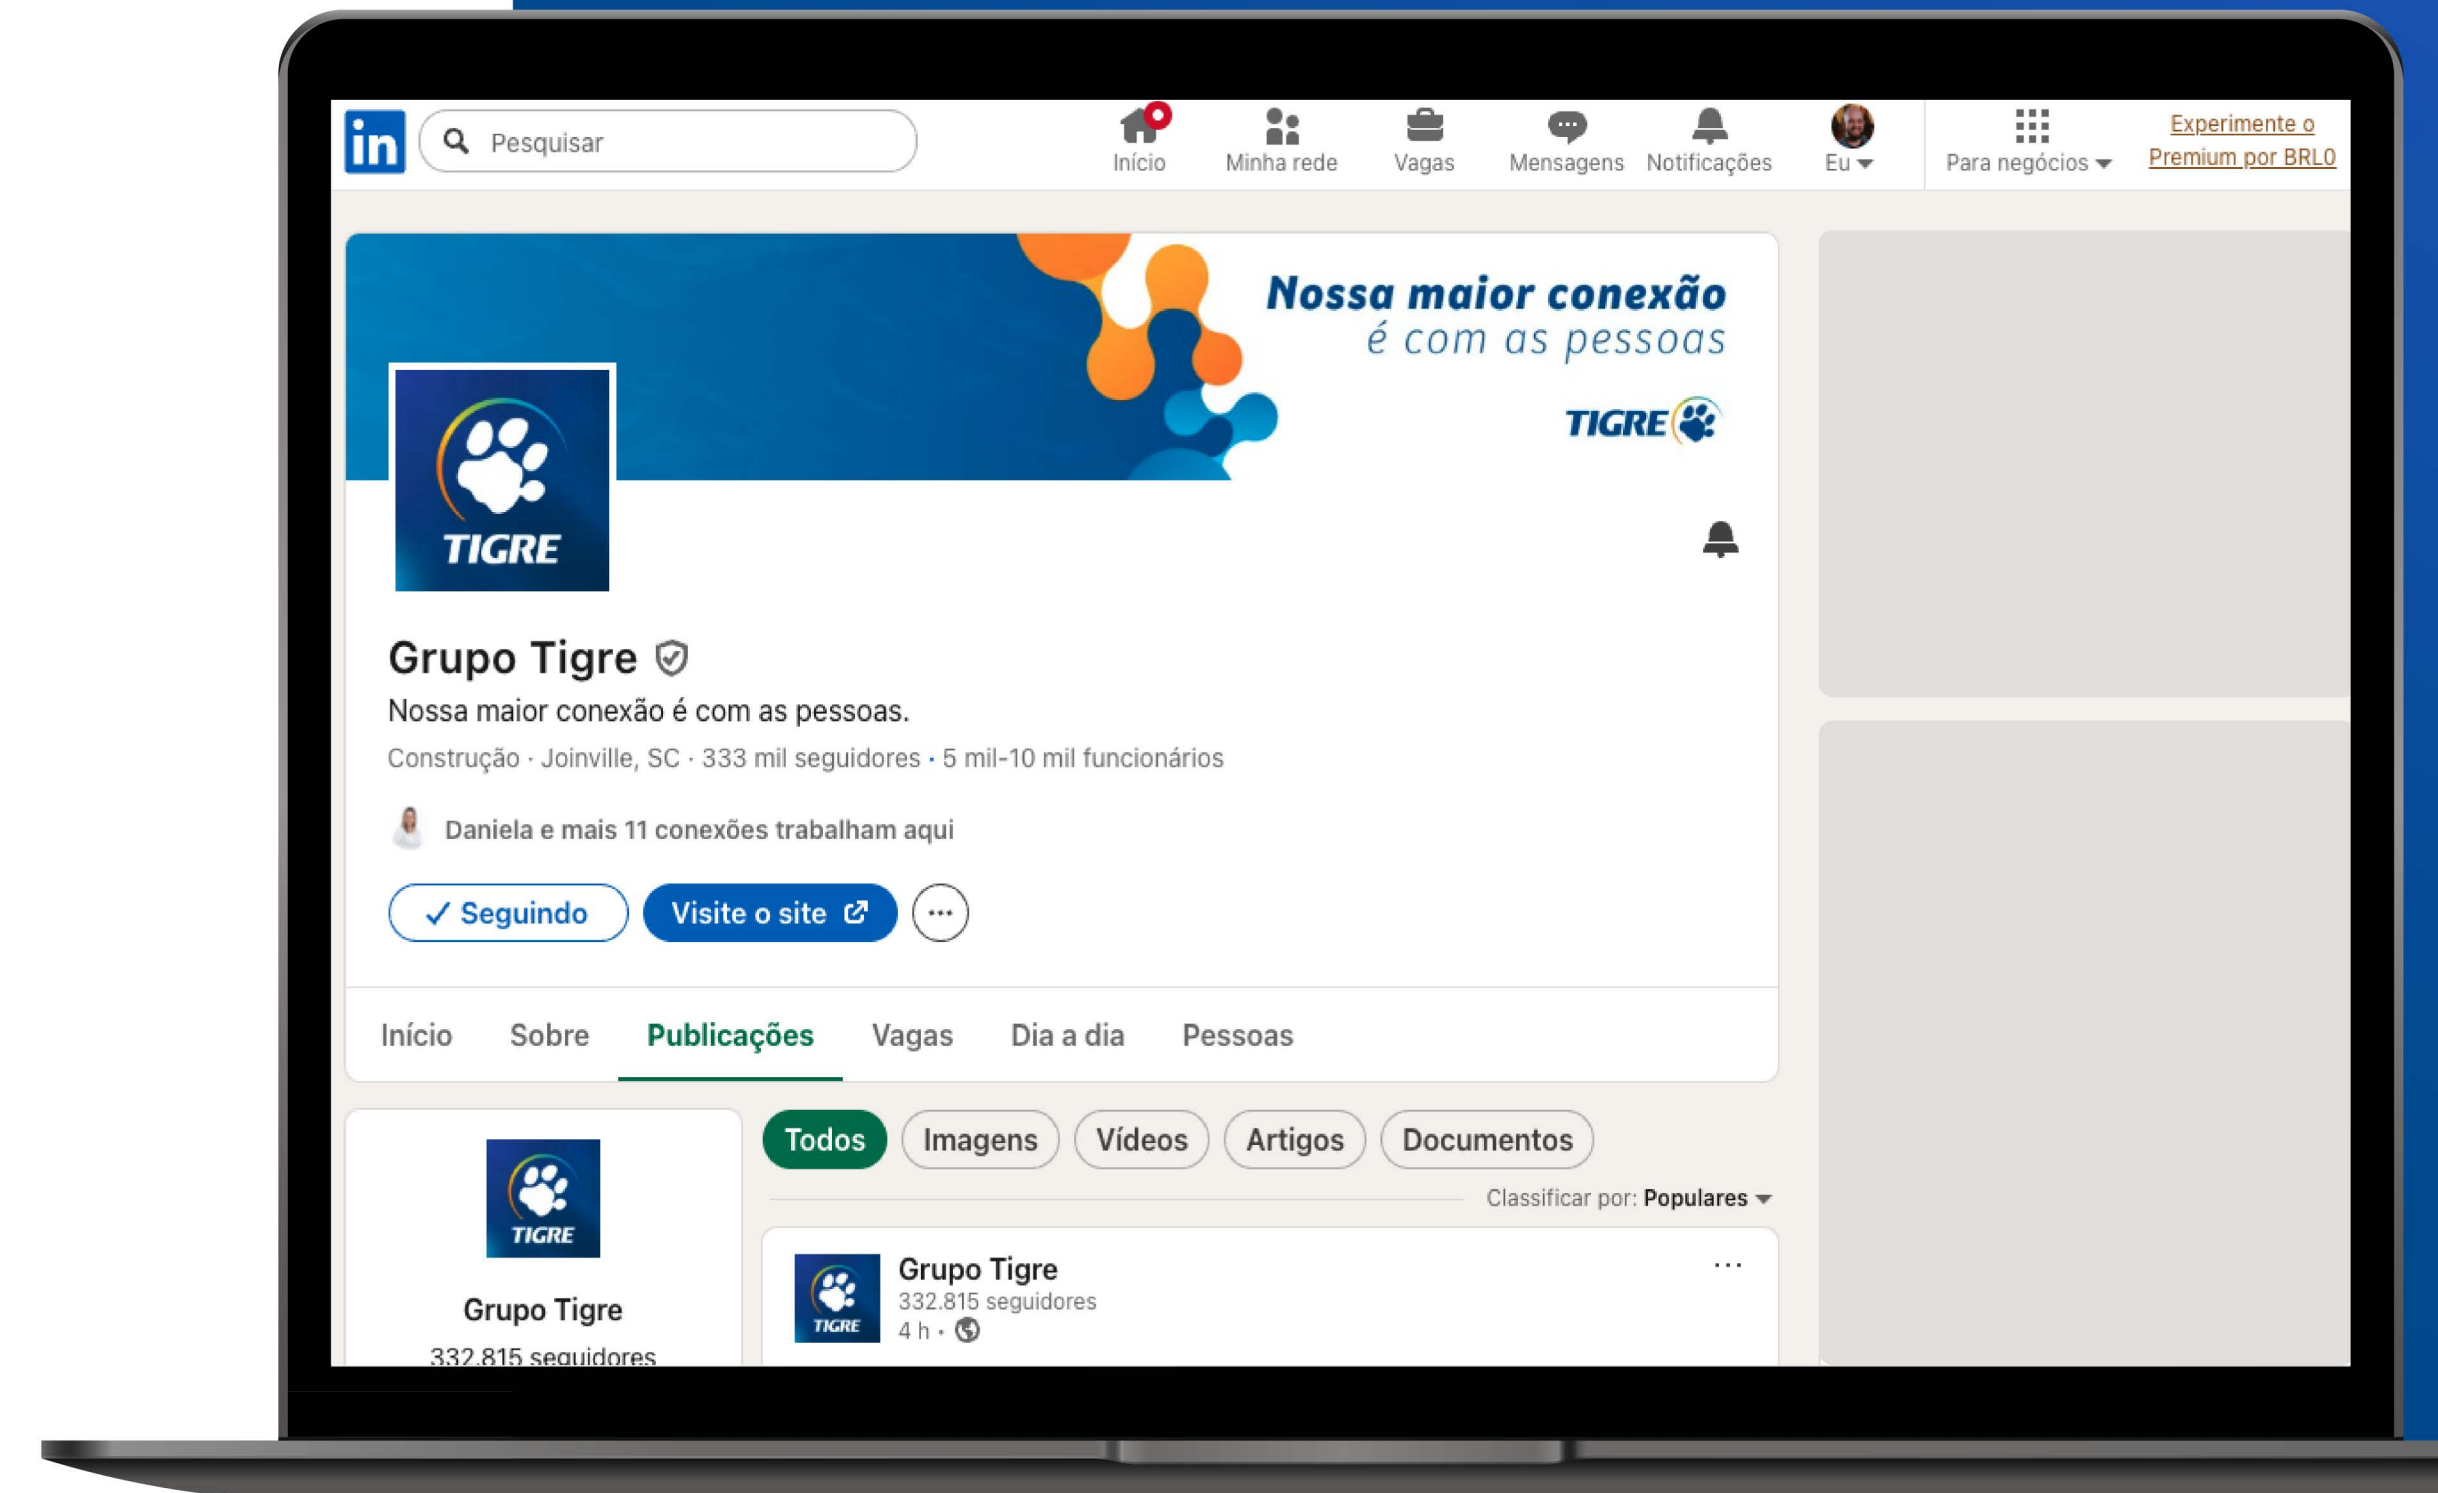 in
Pesquisar
Início
Minha rede
Vagas
Mensagens
Notificações
Eu
Para negócios
Experimente o
Premium por BRL0
Nossa maior conexão
é com as pessoas
TIGRE
TIGRE
Grupo Tigre
Nossa maior conexão é com as pessoas.
Construção · Joinville, SC · 333 mil seguidores · 5 mil-10 mil funcionários
Daniela e mais 11 conexões trabalham aqui
Seguindo
Visite o site
Início
Sobre
Publicações
Vagas
Dia a dia
Pessoas
TIGRE
Grupo Tigre
332.815 seguidores
Todos
Imagens
Vídeos
Artigos
Documentos
Classificar por: Populares
TIGRE
Grupo Tigre
332.815 seguidores
4 h ·